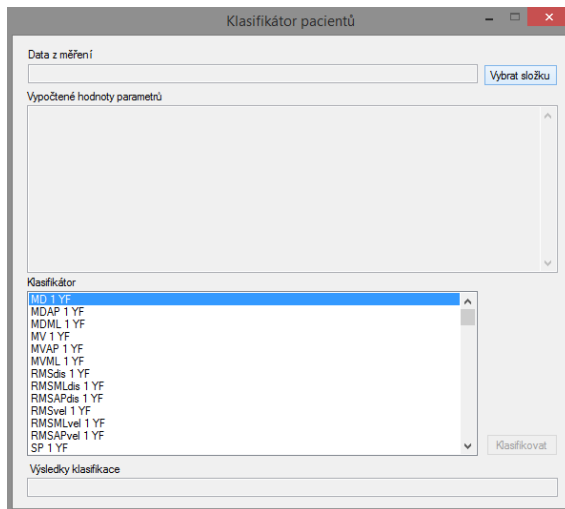 Klasifikátor pacientů
Data z měření
Vybrat složku
Vypočtené hodnoty parametrů
Klasifikátor
MD 1 YF
MDAP 1 YF
MDML 1 YF
MV 1 YF
MVAP 1 YF
MVML 1 YF
RMSdis 1 YF
RMSMLdis 1 YF
RMSAPdis 1 YF
RMSvel 1 YF
RMSMLvel 1 YF
RMSAPvel 1 YF
SP 1 YF
Klasifikovat
Výsledky klasifikace